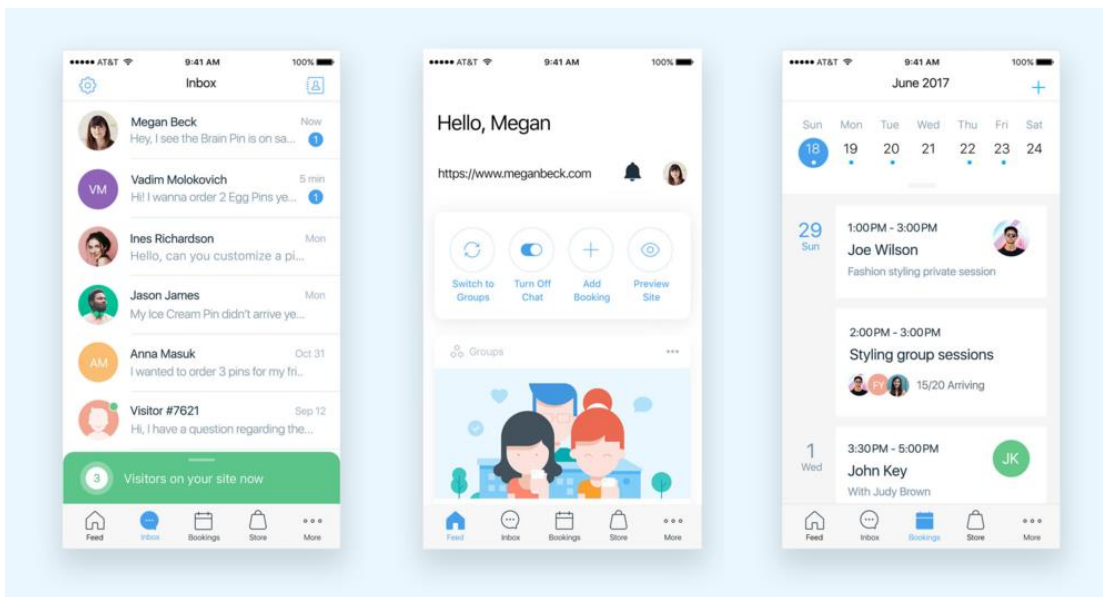 AT&T 9:41 AM 100%
Inbox
Megan Beck Now
Hey, I see the Brain Pin is on sa... 1
VM
Vadim Molokovich 5 min
Hi! I wanna order 2 Egg Pins ye... 1
Ines Richardson Mon
Hello, can you customize a pi...
Jason James Mon
My Ice Cream Pin didn't arrive ye...
AM
Anna Masuk Oct 31
I wanted to order 3 pins for my fri..
Visitor #7621 Sep 12
Hi, I have a question regarding the...
3 Visitors on your site now
Feed Inbox Bookings Store More
AT&T 9:41 AM 100%
Hello, Megan
https://www.meganbeck.com
Switch to Turn Off Add Preview
Groups Chat Booking Site
Groups
Feed Inbox Bookings Store More
AT&T 9:41 AM 100%
June 2017
Sun Mon Tue Wed Thu Fri Sat
18 19 20 21 22 23 24
29 1:00PM - 3:00PM
Sun Joe Wilson
Fashion styling private session
2:00PM - 3:00PM
Styling group sessions
FY 15/20 Arriving
1 3:30PM - 5:00PM JK
Wed John Key
With Judy Brown
Feed Inbox Bookings Store More